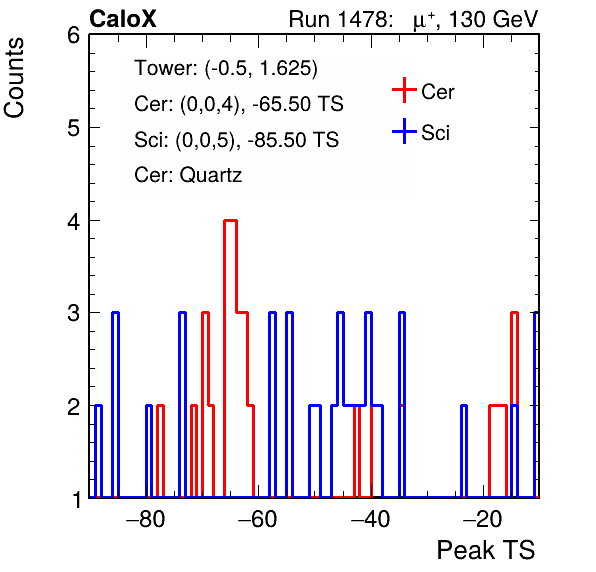 CaloX Run 1478: μ⁺, 130 GeV
Counts
6
Tower: (-0.5, 1.625)
Cer: (0,0,4), -65.50 TS
Sci: (0,0,5), -85.50 TS
Cer: Quartz
Cer
Sci
5
4
3
2
1
−80 −60 −40 −20
Peak TS